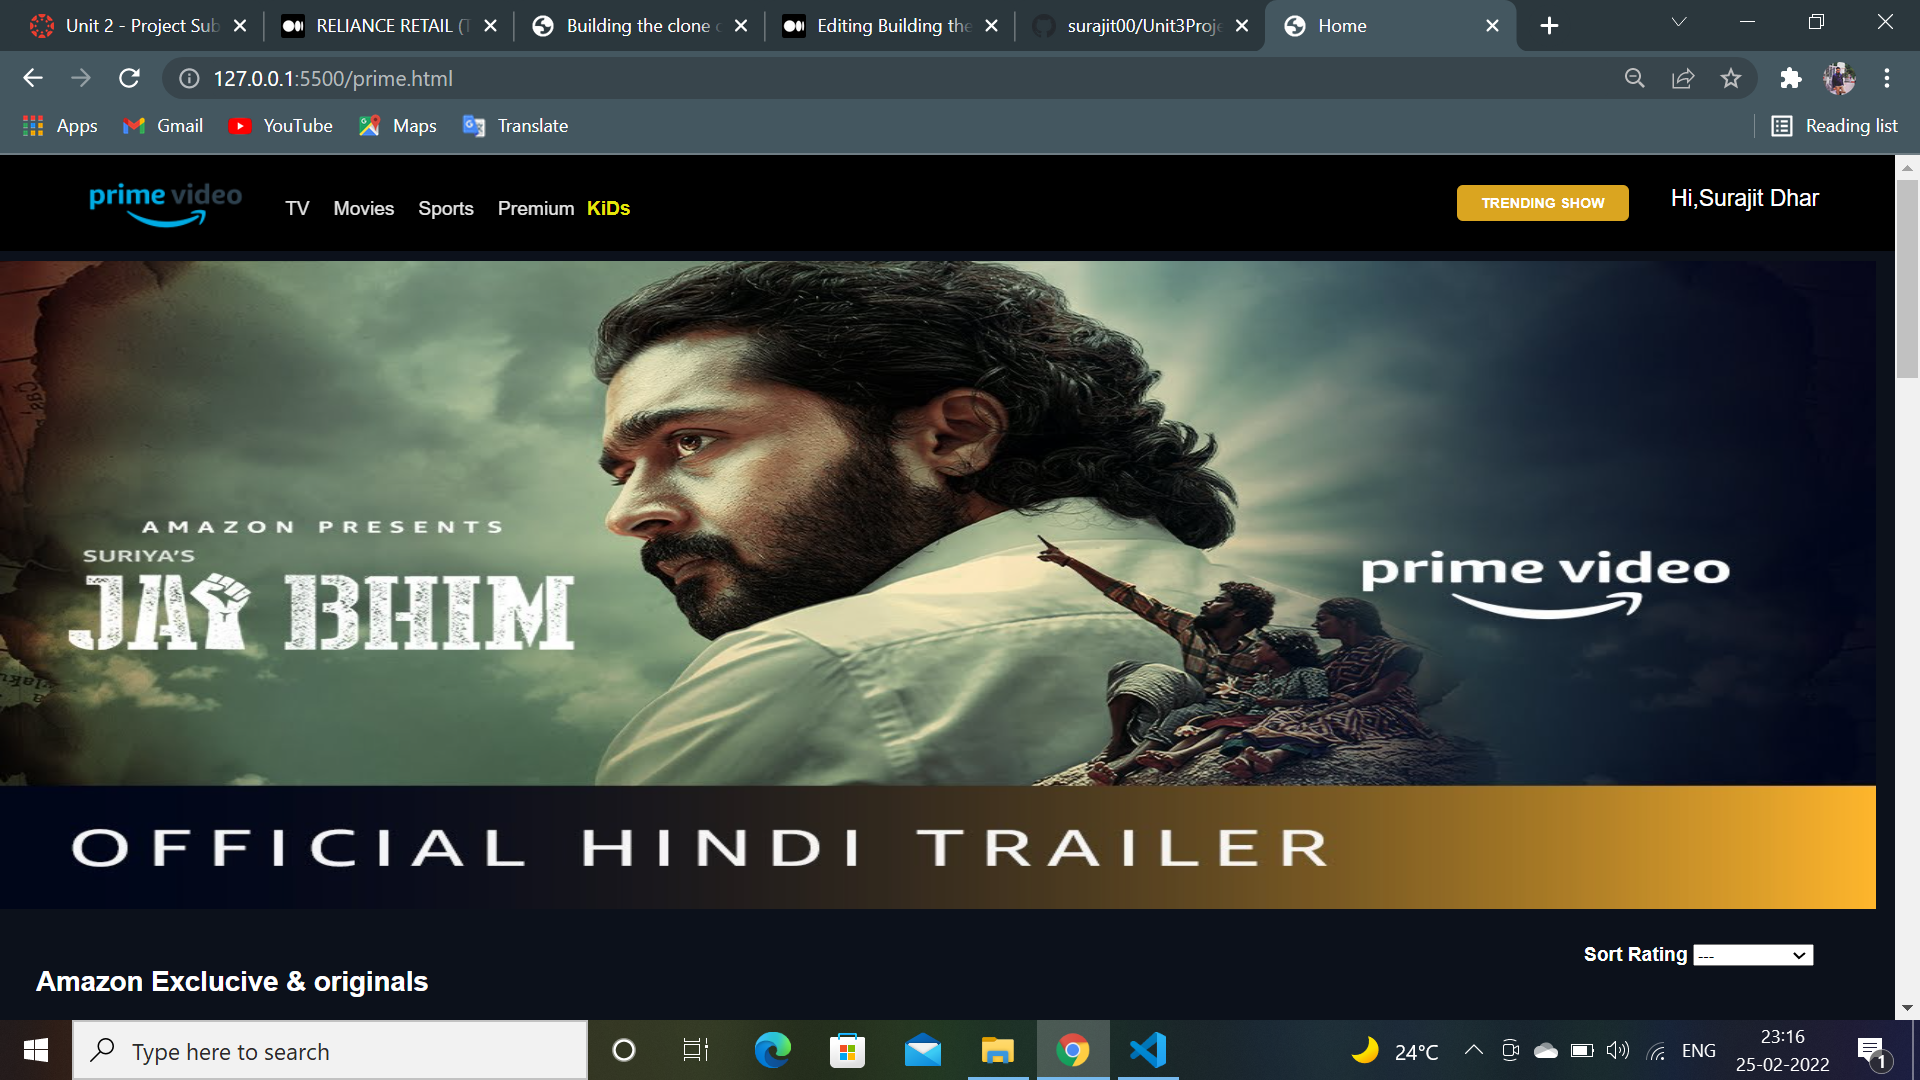 Unit 2 - Project Sub
RELIANCE RETAIL (T
Building the clone
Editing Building the
surajit00/Unit3Proje
Home
127.0.0.1:5500/prime.html
Apps
Gmail
YouTube
Maps
Translate
Reading list
prime video
TV
Movies
Sports
Premium
KiDs
TRENDING SHOW
Hi,Surajit Dhar
AMAZON PRESENTS
SURIYA'S
JAI BHIM
prime video
OFFICIAL HINDI TRAILER
Sort Rating ---
Amazon Exclucive & originals
Type here to search
24°C
ENG
23:16
25-02-2022
1